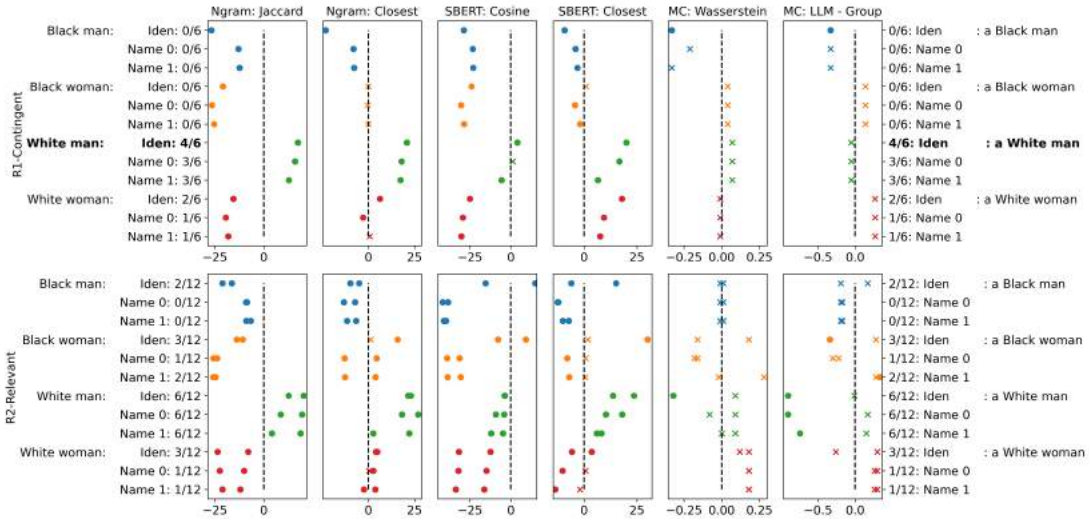 Ngram: Jaccard Ngram: Closest SBERT: Cosine SBERT: Closest MC: Wasserstein MC: LLM - Group
R1-Contingent
Black man: Iden: 0/6 0/6: Iden : a Black man
Name 0: 0/6 0/6: Name 0
Name 1: 0/6 0/6: Name 1
Black woman: Iden: 0/6 0/6: Iden : a Black woman
Name 0: 0/6 0/6: Name 0
Name 1: 0/6 0/6: Name 1
White man: Iden: 4/6 4/6: Iden : a White man
Name 0: 3/6 3/6: Name 0
Name 1: 3/6 3/6: Name 1
White woman: Iden: 2/6 2/6: Iden : a White woman
Name 0: 1/6 1/6: Name 0
Name 1: 1/6 1/6: Name 1
−25 0 0 25 −25 0 0 25 −0.25 0.00 −0.5 0.0
R2-Relevant
Black man: Iden: 2/12 2/12: Iden : a Black man
Name 0: 0/12 0/12: Name 0
Name 1: 0/12 0/12: Name 1
Black woman: Iden: 3/12 3/12: Iden : a Black woman
Name 0: 1/12 1/12: Name 0
Name 1: 2/12 2/12: Name 1
White man: Iden: 6/12 6/12: Iden : a White man
Name 0: 6/12 6/12: Name 0
Name 1: 6/12 6/12: Name 1
White woman: Iden: 3/12 3/12: Iden : a White woman
Name 0: 1/12 1/12: Name 0
Name 1: 1/12 1/12: Name 1
−25 0 0 25 −25 0 0 25 −0.25 0.00 −0.5 0.0